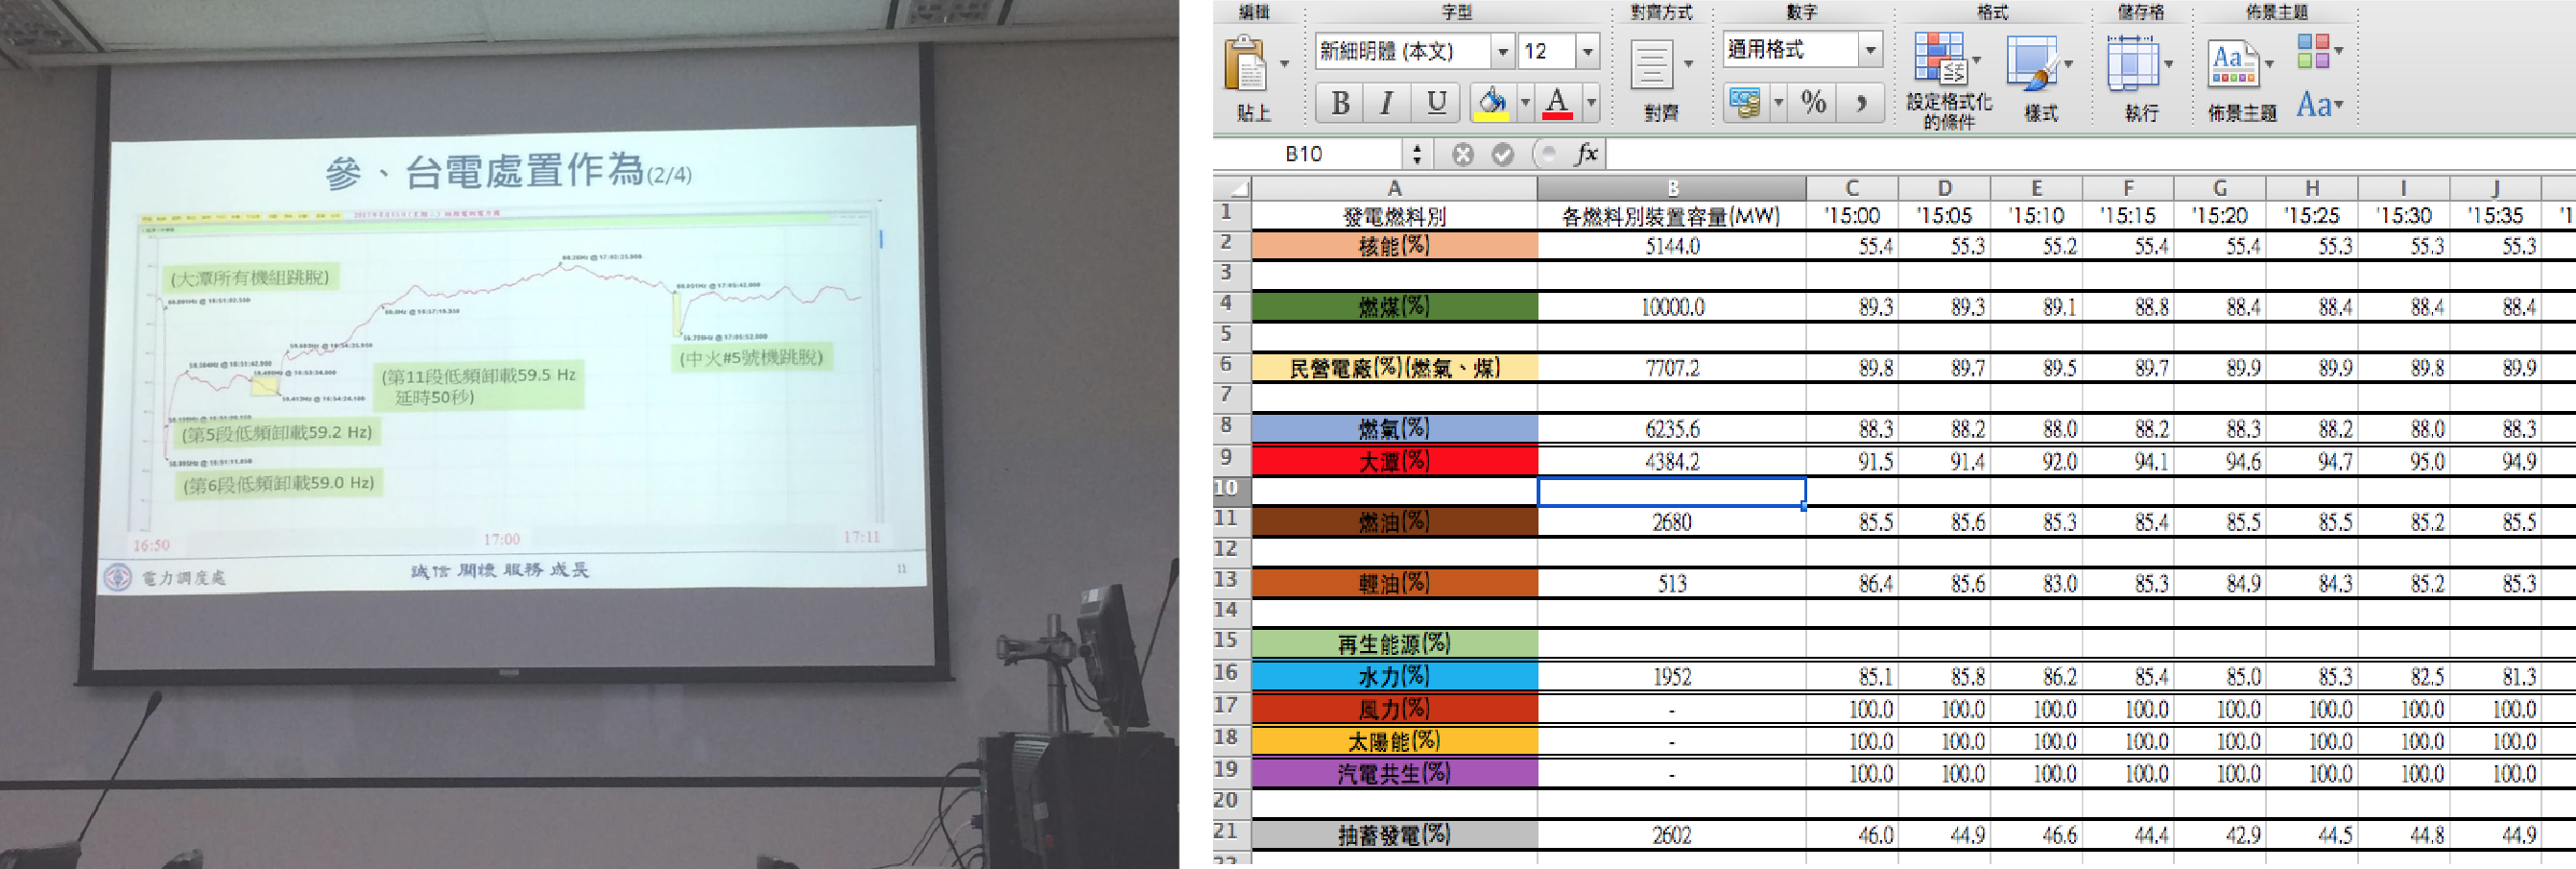 參、台電處置作為(2/4)
(大潭所有機組跳脫)
(中火#5號機跳脫)
(第11段低頻卸載59.5 Hz
延時50秒)
(第5段低頻卸載59.2 Hz)
(第6段低頻卸載59.0 Hz)
16:50 17:00 17:11
電力調度處 誠信 關懷 服務 成長 11
編輯 字型 對齊方式 數字 格式 儲存格 佈景主題
新細明體 (本文) 12 通用格式
貼上 B I U A 對齊 % 設定格式化的條件 樣式 執行 Aa 佈景主題 Aa
B10 fx
A B C D E F G H I J
1 發電燃料別 各燃料別裝置容量(MW) '15:00 '15:05 '15:10 '15:15 '15:20 '15:25 '15:30 '15:35 '1
2 核能(%) 5144.0 55.4 55.3 55.2 55.4 55.4 55.3 55.3 55.3
3
4 燃煤(%) 10000.0 89.3 89.3 89.1 88.8 88.4 88.4 88.4 88.4
5
6 民營電廠(%)(燃氣、煤) 7707.2 89.8 89.7 89.5 89.7 89.9 89.9 89.8 89.9
7
8 燃氣(%) 6235.6 88.3 88.2 88.0 88.2 88.3 88.2 88.0 88.3
9 大潭(%) 4384.2 91.5 91.4 92.0 94.1 94.6 94.7 95.0 94.9
10
11 燃油(%) 2680 85.5 85.6 85.3 85.4 85.5 85.5 85.2 85.5
12
13 輕油(%) 513 86.4 85.6 83.0 85.3 84.9 84.3 85.2 85.3
14
15 再生能源(%)
16 水力(%) 1952 85.1 85.8 86.2 85.4 85.0 85.3 82.5 81.3
17 風力(%) - 100.0 100.0 100.0 100.0 100.0 100.0 100.0 100.0
18 太陽能(%) - 100.0 100.0 100.0 100.0 100.0 100.0 100.0 100.0
19 汽電共生(%) - 100.0 100.0 100.0 100.0 100.0 100.0 100.0 100.0
20
21 抽蓄發電(%) 2602 46.0 44.9 46.6 44.4 42.9 44.5 44.8 44.9